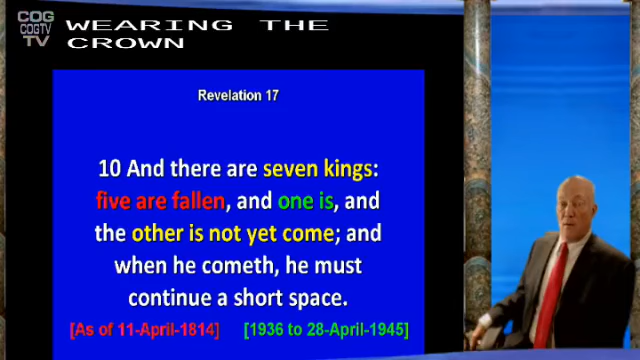 COG
COGTV
TV
WEARING THE
CROWN
Revelation 17
10 And there are seven kings:
five are fallen, and one is, and
the other is not yet come; and
when he cometh, he must
continue a short space.
[As of 11-April-1814] [1936 to 28-April-1945]